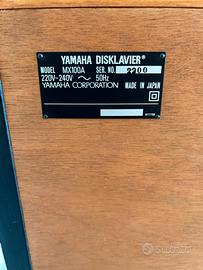 YAMAHA DISKLAVIER®
MODEL MX100A SER. NO. 2200
220V-240V ~ 50Hz
YAMAHA CORPORATION MADE IN JAPAN